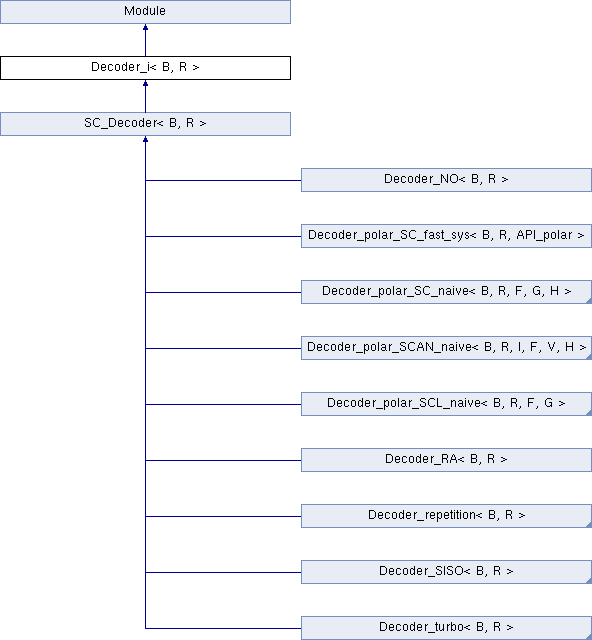 Module
Decoder_i< B, R >
SC_Decoder< B, R >
Decoder_NO< B, R >
Decoder_polar_SC_fast_sys< B, R, API_polar >
Decoder_polar_SC_naive< B, R, F, G, H >
Decoder_polar_SCAN_naive< B, R, I, F, V, H >
Decoder_polar_SCL_naive< B, R, F, G >
Decoder_RA< B, R >
Decoder_repetition< B, R >
Decoder_SISO< B, R >
Decoder_turbo< B, R >